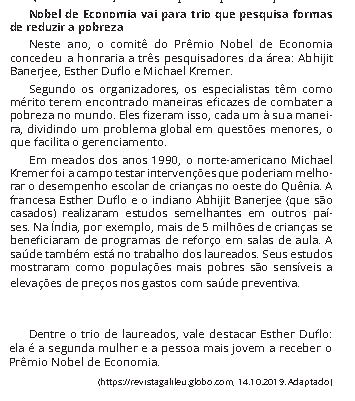 Nobel de Economia vai para trio que pesquisa formas
de reduzir a pobreza
Neste ano, o comitê do Prêmio Nobel de Economia
concedeu a honraria a três pesquisadores da área: Abhijit
Banerjee, Esther Duflo e Michael Kremer.
Segundo os organizadores, os especialistas têm como
mérito terem encontrado maneiras eficazes de combater a
pobreza no mundo. Eles fizeram isso, cada um à sua manei-
ra, dividindo um problema global em questões menores, o
que facilita o gerenciamento.
Em meados dos anos 1990, o norte-americano Michael
Kremer foi a campo testar intervenções que poderiam melho-
rar o desempenho escolar de crianças no oeste do Quênia. A
francesa Esther Duflo e o indiano Abhijit Banerjee (que são
casados) realizaram estudos semelhantes em outros paí-
ses. Na Índia, por exemplo, mais de 5 milhões de crianças se
beneficiaram de programas de reforço em salas de aula. A
saúde também está no trabalho dos laureados. Seus estudos
mostraram como populações mais pobres são sensíveis a
elevações de preços nos gastos com saúde preventiva.
Dentre o trio de laureados, vale destacar Esther Duflo:
ela é a segunda mulher e a pessoa mais jovem a receber o
Prêmio Nobel de Economia.
(https://revistagalileu.globo.com, 14.10.2019. Adaptado)